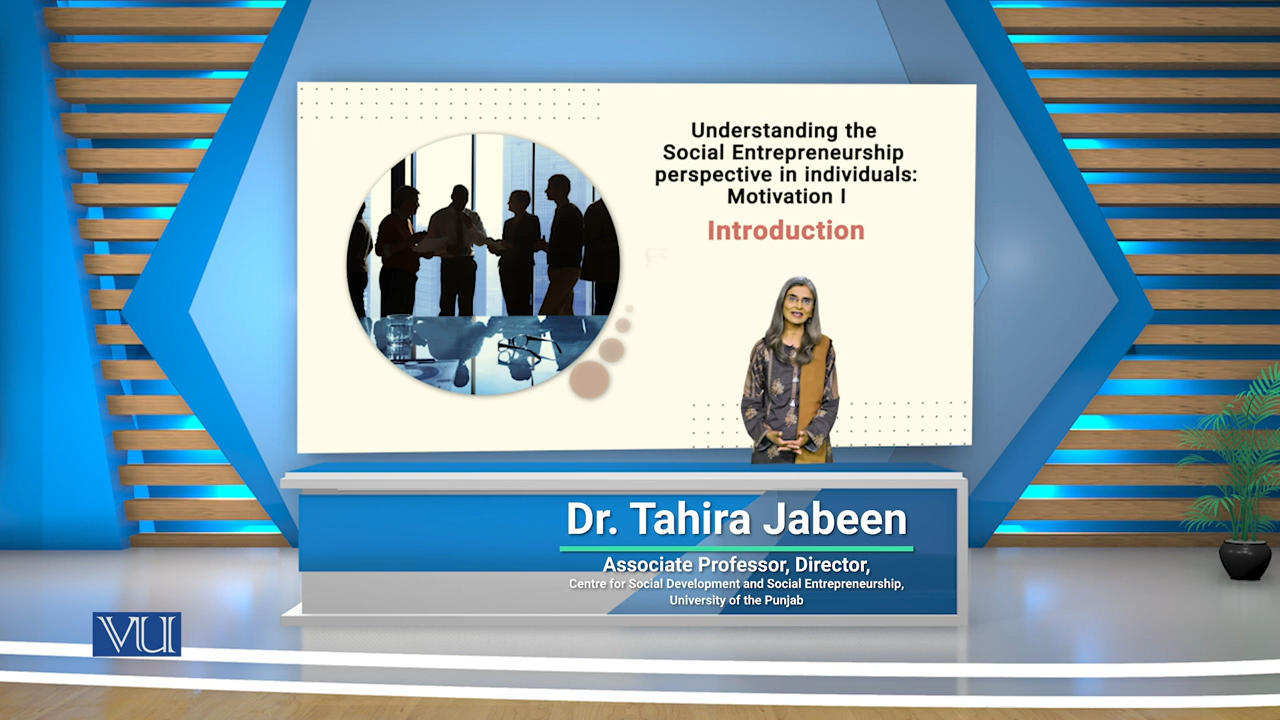 Understanding the
Social Entrepreneurship
perspective in individuals:
Motivation I
Introduction
Dr. Tahira Jabeen
Associate Professor, Director,
Centre for Social Development and Social Entrepreneurship,
University of the Punjab
VU